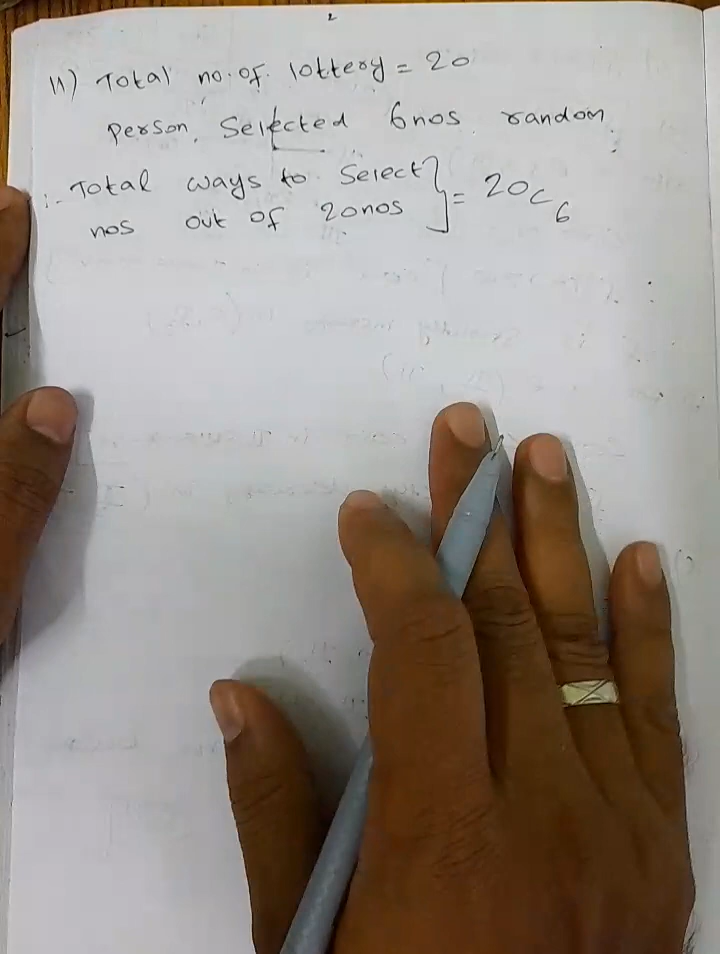 2
11) Total no. of. lottery = 20
person, Selected 6nos random.
:- Total ways to Select
nos out of 20nos } = 20c6